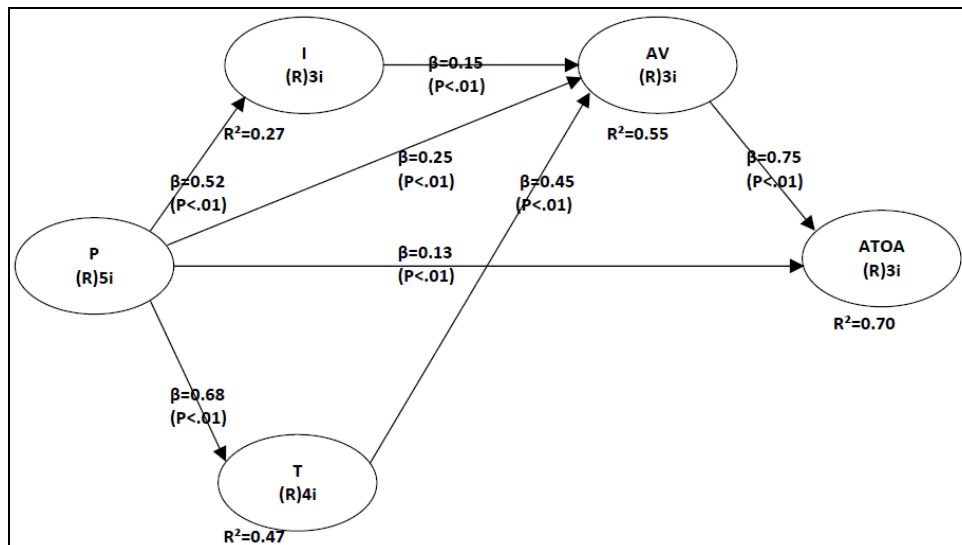 I
(R)3i
AV
(R)3i
β=0.15
(P<.01)
R²=0.27
R²=0.55
β=0.25
(P<.01)
β=0.75
(P<.01)
β=0.52
(P<.01)
β=0.45
(P<.01)
P
(R)5i
β=0.13
(P<.01)
ATOA
(R)3i
R²=0.70
β=0.68
(P<.01)
T
(R)4i
R²=0.47